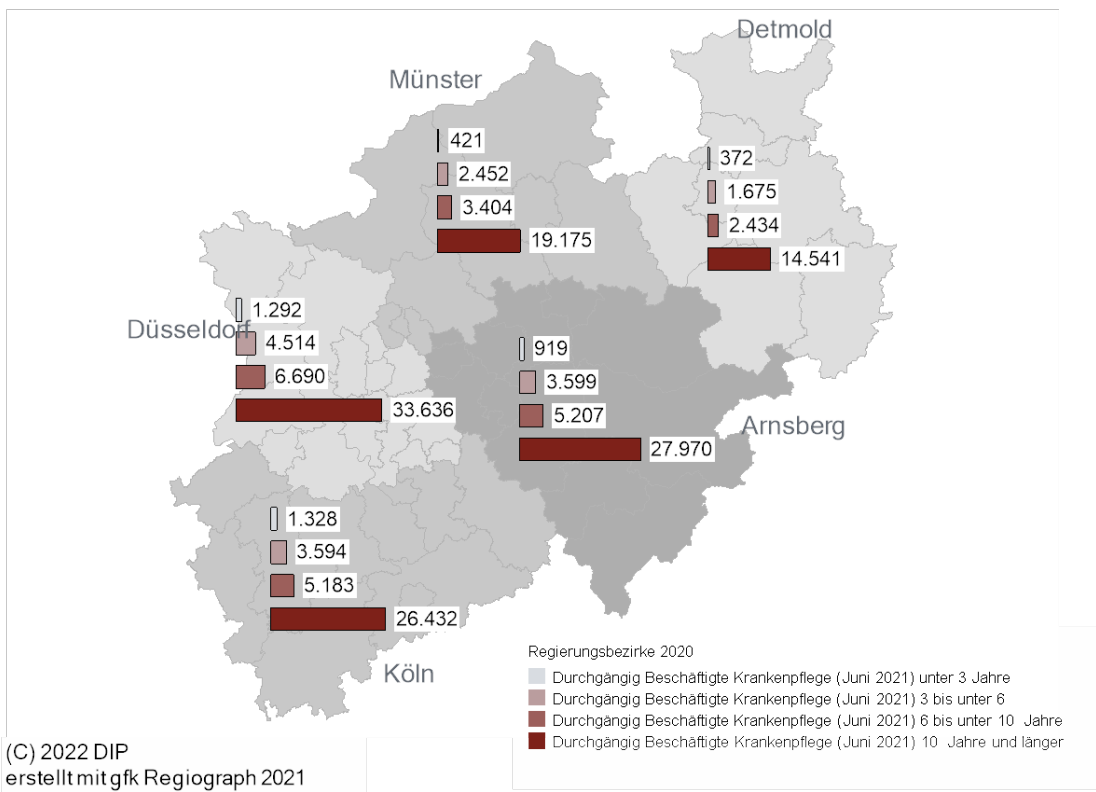 Detmold
Münster
421
2.452
3.404
19.175
372
1.675
2.434
14.541
Düsseldorf
1.292
4.514
6.690
33.636
919
3.599
5.207
27.970
Arnsberg
1.328
3.594
5.183
26.432
Köln
Regierungsbezirke 2020
Durchgängig Beschäftigte Krankenpflege (Juni 2021) unter 3 Jahre
Durchgängig Beschäftigte Krankenpflege (Juni 2021) 3 bis unter 6
Durchgängig Beschäftigte Krankenpflege (Juni 2021) 6 bis unter 10 Jahre
Durchgängig Beschäftigte Krankenpflege (Juni 2021) 10 Jahre und länger
(C) 2022 DIP
erstellt mit gfk Regiograph 2021